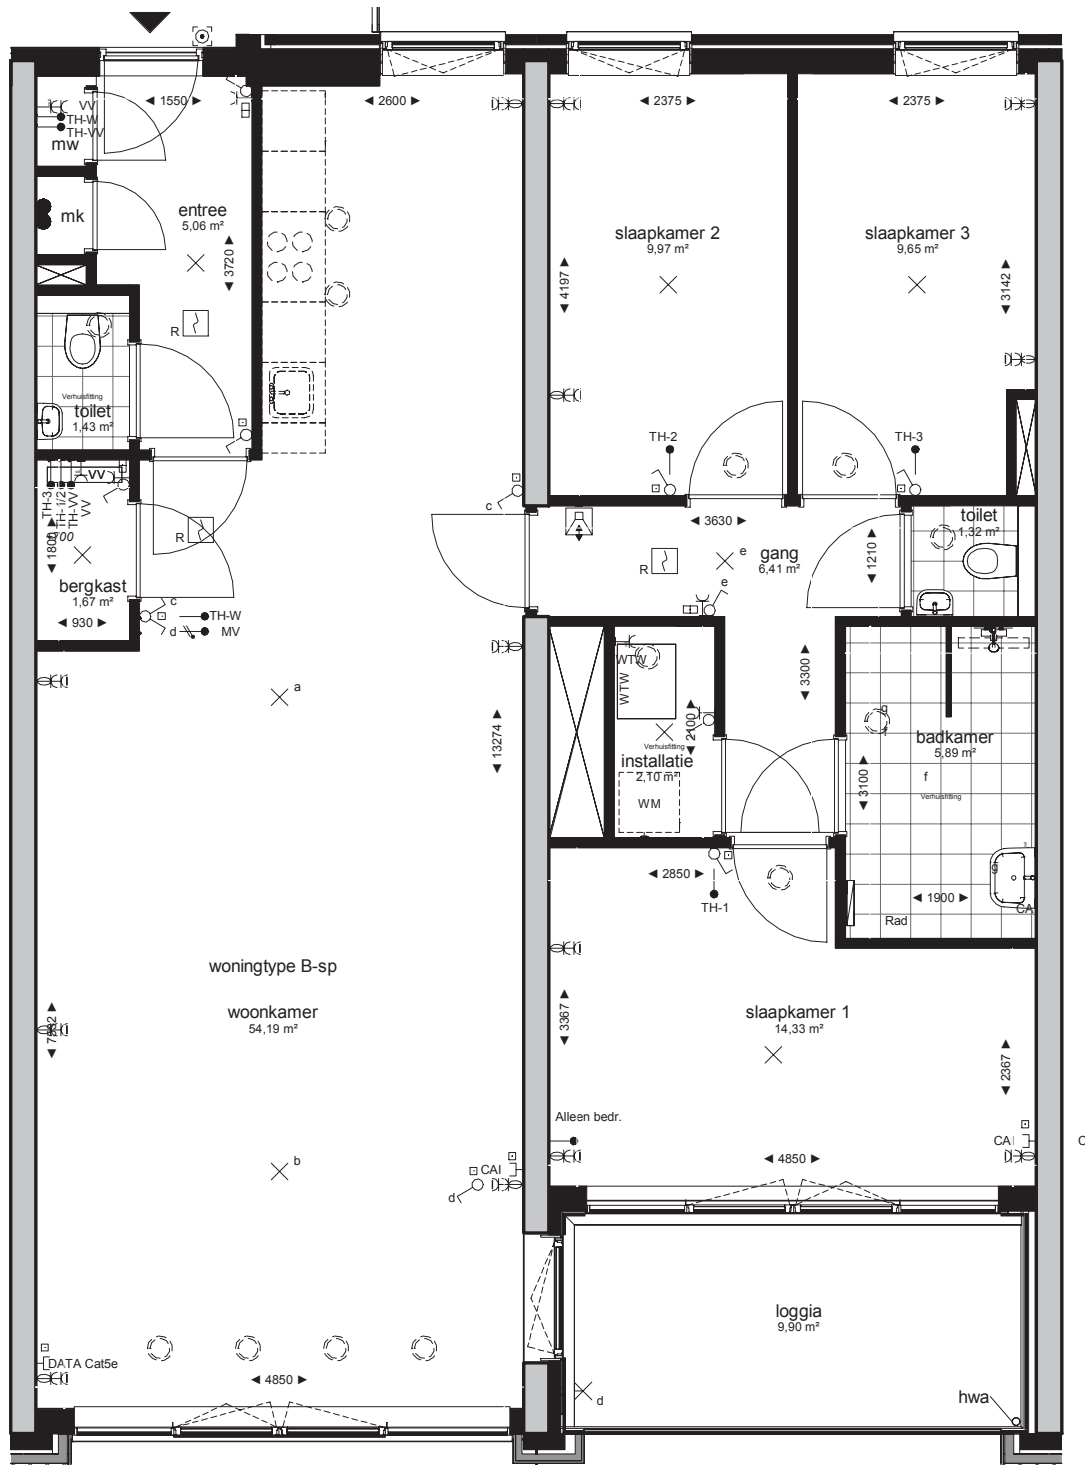 1550
2600
2375
2375
VV
TH-W
TH-VV
mw
mk
entree
5,06 m²
3720
slaapkamer 2
9,97 m²
4197
slaapkamer 3
9,65 m²
3142
R
Verhuisfitting
toilet
1,43 m²
TH-2
TH-3
VV
TH-3
TH-1/2
TH-VV
VV
1800
bergkast
1,67 m²
930
R
c
c
d
TH-W
MV
3630
R
e
e
gang
6,41 m²
1210
toilet
1,32 m²
3300
WTW
WTW
2100
Verhuisfitting
installatie
2,10 m²
WM
badkamer
5,89 m²
f
Verhuisfitting
3100
1900
CA
Rad
a
13274
2850
TH-1
woningtype B-sp
woonkamer
54,19 m²
slaapkamer 1
14,33 m²
3367
2367
Alleen bedr.
CAI
C
4850
b
CAI
d
loggia
9,90 m²
DATA Cat5e
4850
d
hwa